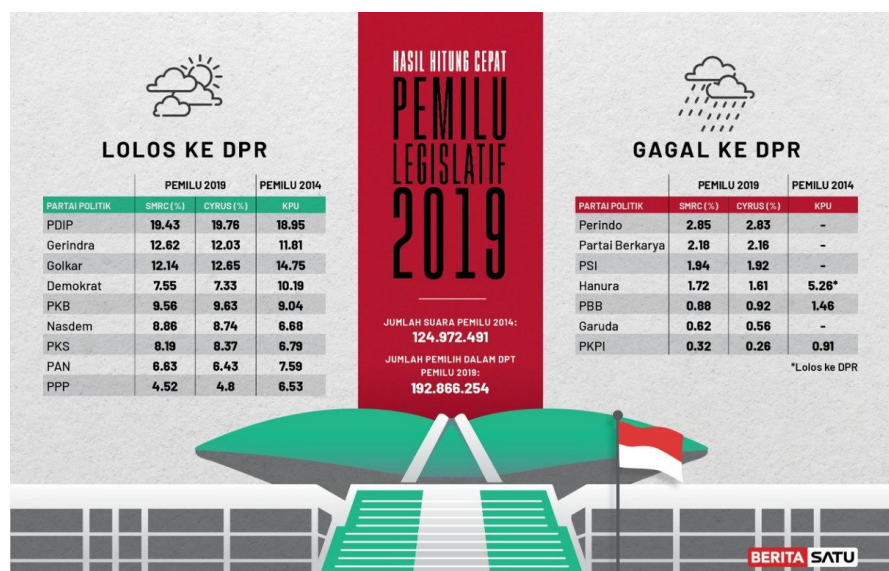 HASIL HITUNG CEPAT
PEMILU
LEGISLATIF
2019
JUMLAH SUARA PEMILU 2014:
124.972.491
JUMLAH PEMILIH DALAM DPT
PEMILU 2019:
192.866.254
LOLOS KE DPR
PEMILU 2019 PEMILU 2014
PARTAI POLITIK SMRC (%) CYRUS (%) KPU
PDIP 19.43 19.76 18.95
Gerindra 12.62 12.03 11.81
Golkar 12.14 12.65 14.75
Demokrat 7.55 7.33 10.19
PKB 9.56 9.63 9.04
Nasdem 8.86 8.74 6.68
PKS 8.19 8.37 6.79
PAN 6.63 6.43 7.59
PPP 4.52 4.8 6.53
GAGAL KE DPR
PEMILU 2019 PEMILU 2014
PARTAI POLITIK SMRC (%) CYRUS (%) KPU
Perindo 2.85 2.83 -
Partai Berkarya 2.18 2.16 -
PSI 1.94 1.92 -
Hanura 1.72 1.61 5.26*
PBB 0.88 0.92 1.46
Garuda 0.62 0.56 -
PKPI 0.32 0.26 0.91
*Lolos ke DPR
BERITA SATU